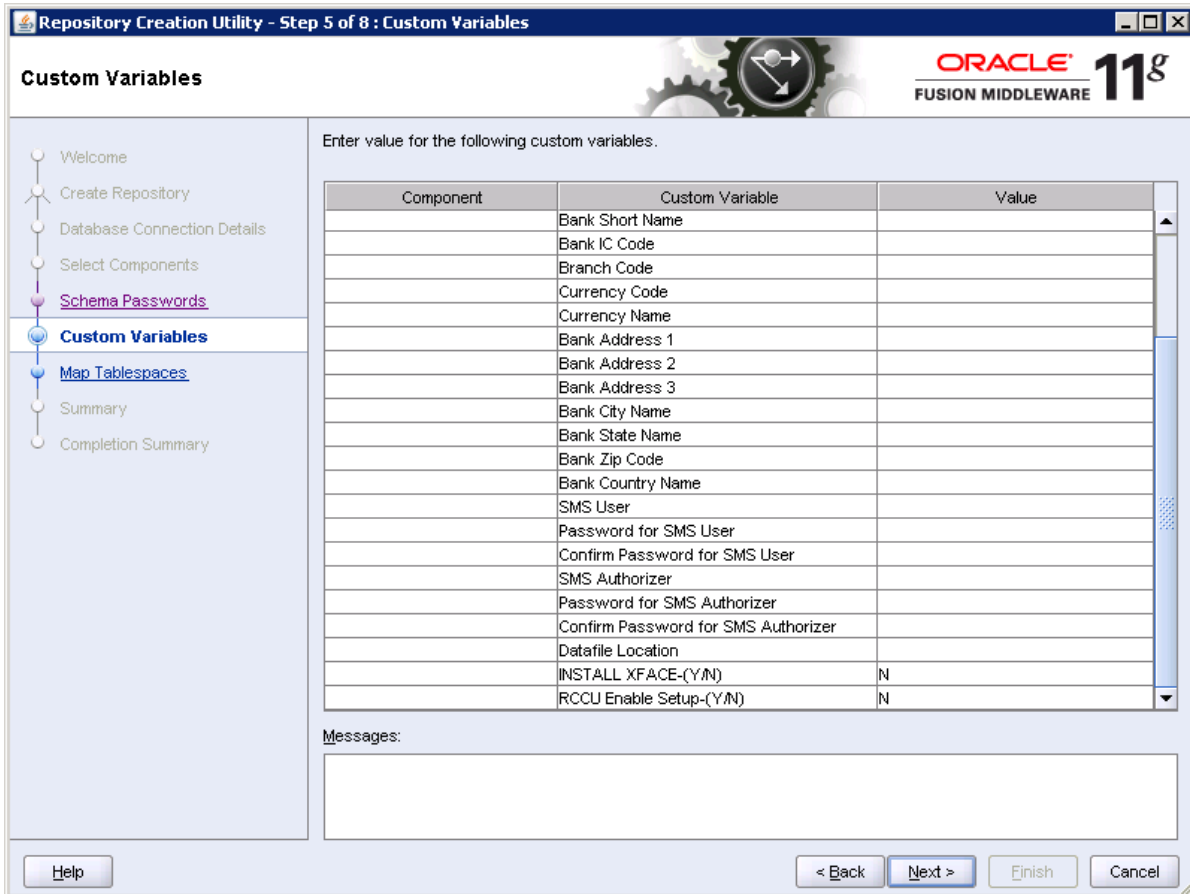 Repository Creation Utility - Step 5 of 8 : Custom Variables
Custom Variables
ORACLE
FUSION MIDDLEWARE
11g
Welcome
Create Repository
Database Connection Details
Select Components
Schema Passwords
Custom Variables
Map Tablespaces
Summary
Completion Summary
Enter value for the following custom variables.
Component Custom Variable Value
Bank Short Name
Bank IC Code
Branch Code
Currency Code
Currency Name
Bank Address 1
Bank Address 2
Bank Address 3
Bank City Name
Bank State Name
Bank Zip Code
Bank Country Name
SMS User
Password for SMS User
Confirm Password for SMS User
SMS Authorizer
Password for SMS Authorizer
Confirm Password for SMS Authorizer
Datafile Location
INSTALL XFACE-(Y/N) N
RCCU Enable Setup-(Y/N) N
Messages:
Help
< Back
Next >
Finish
Cancel